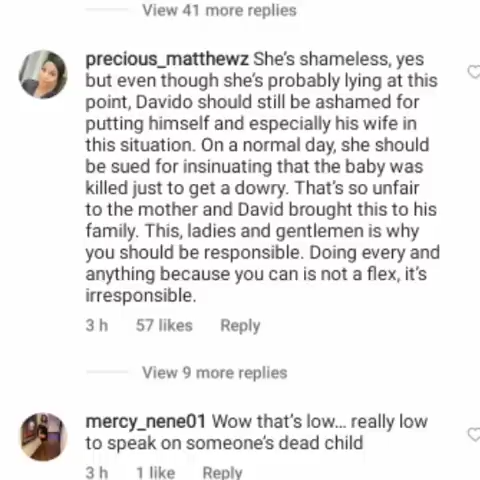 View 41 more replies
precious_matthewz She's shameless, yes
but even though she's probably lying at this
point, Davido should still be ashamed for
putting himself and especially his wife in
this situation. On a normal day, she should
be sued for insinuating that the baby was
killed just to get a dowry. That's so unfair
to the mother and David brought this to his
family. This, ladies and gentlemen is why
you should be responsible. Doing every and
anything because you can is not a flex, it's
irresponsible.
3 h 57 likes Reply
View 9 more replies
mercy_nene01 Wow that's low... really low
to speak on someone's dead child
3 h 1 like Reply